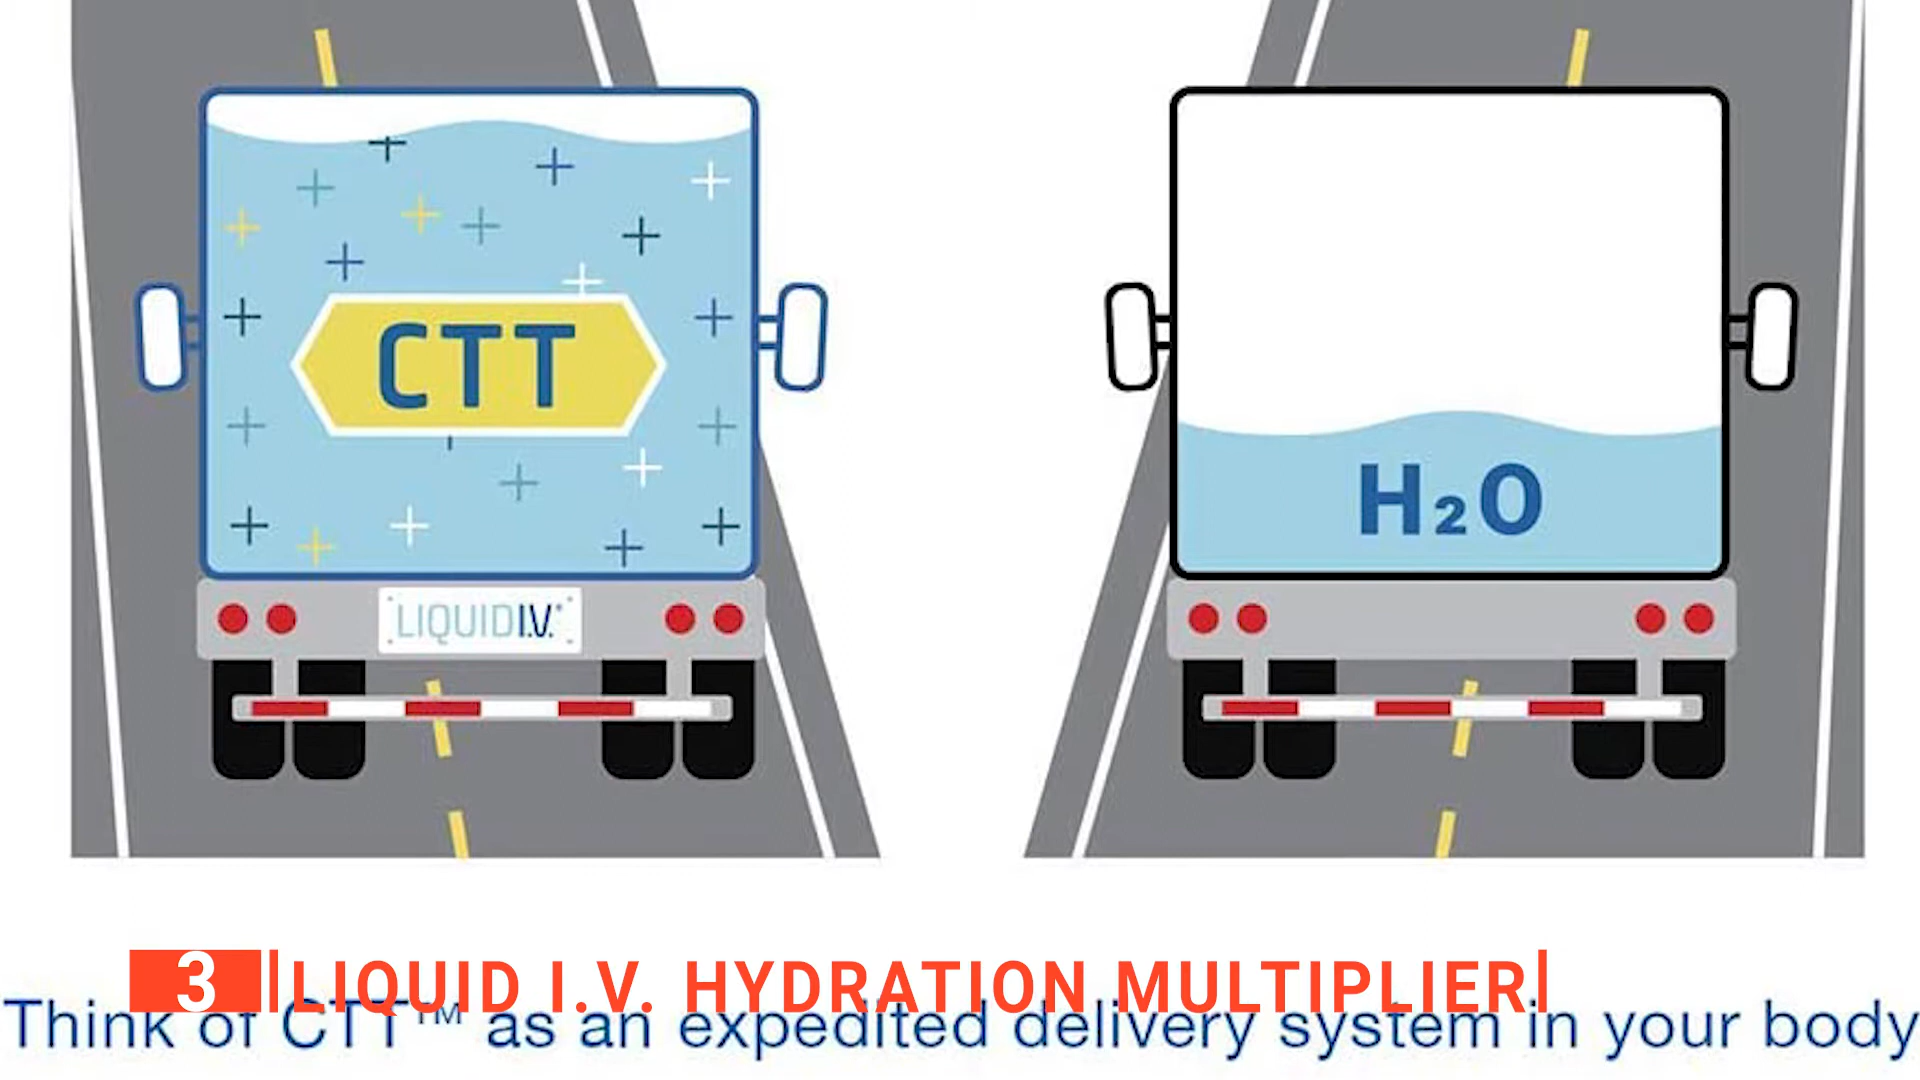 CTT
H₂O
LIQUID I.V.®
3 LIQUID I.V. HYDRATION MULTIPLIER
Think of CTT™ as an expedited delivery system in your body